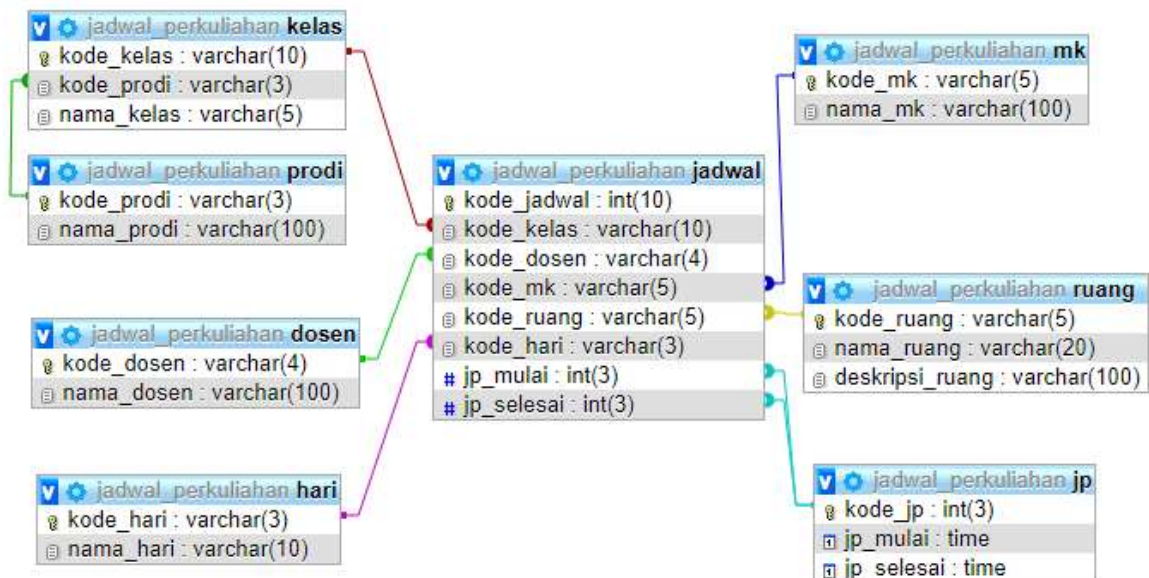 jadwal_perkuliahan kelas
kode_kelas : varchar(10)
kode_prodi : varchar(3)
nama_kelas : varchar(5)
jadwal_perkuliahan prodi
kode_prodi : varchar(3)
nama_prodi : varchar(100)
jadwal_perkuliahan dosen
kode_dosen : varchar(4)
nama_dosen : varchar(100)
jadwal_perkuliahan hari
kode_hari : varchar(3)
nama_hari : varchar(10)
jadwal_perkuliahan jadwal
kode_jadwal : int(10)
kode_kelas : varchar(10)
kode_dosen : varchar(4)
kode_mk : varchar(5)
kode_ruang : varchar(5)
kode_hari : varchar(3)
# jp_mulai : int(3)
# jp_selesai : int(3)
jadwal_perkuliahan mk
kode_mk : varchar(5)
nama_mk : varchar(100)
jadwal_perkuliahan ruang
kode_ruang : varchar(5)
nama_ruang : varchar(20)
deskripsi_ruang : varchar(100)
jadwal_perkuliahan jp
kode_jp : int(3)
jp_mulai : time
jp_selesai : time